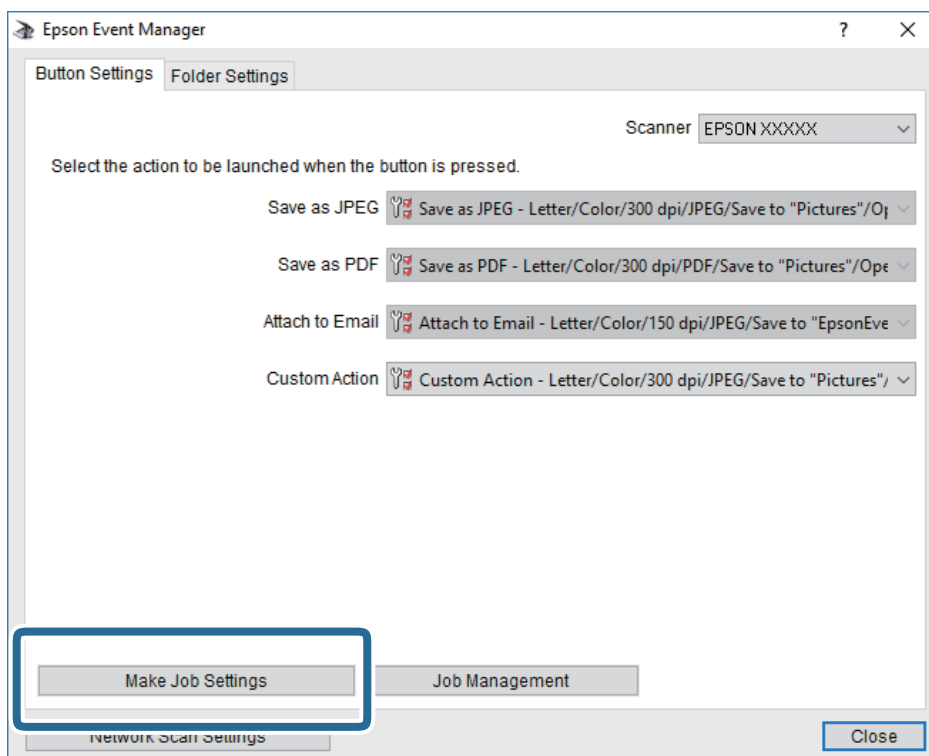 Epson Event Manager ?
Button Settings Folder Settings
Scanner EPSON XXXXX
Select the action to be launched when the button is pressed.
Save as JPEG Save as JPEG - Letter/Color/300 dpi/JPEG/Save to "Pictures"/Op
Save as PDF Save as PDF - Letter/Color/300 dpi/PDF/Save to "Pictures"/Ope
Attach to Email Attach to Email - Letter/Color/150 dpi/JPEG/Save to "EpsonEve
Custom Action Custom Action - Letter/Color/300 dpi/JPEG/Save to "Pictures"/
Make Job Settings Job Management
Network Scan Settings Close